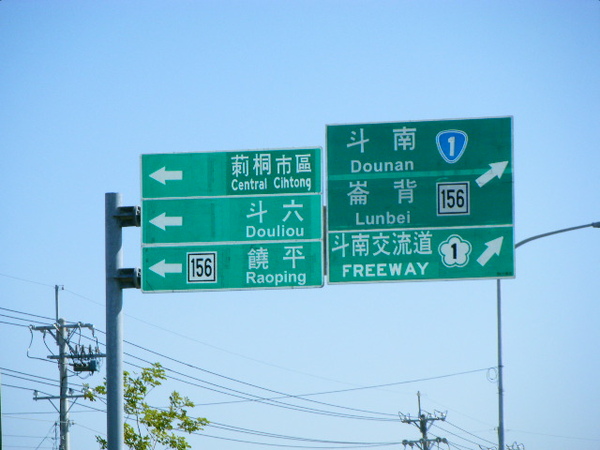 莿桐市區
Central Cihtong
斗六
Douliou
156
饒平
Raoping
斗南
Dounan
1
崙背
Lunbei
156
斗南交流道
FREEWAY
1